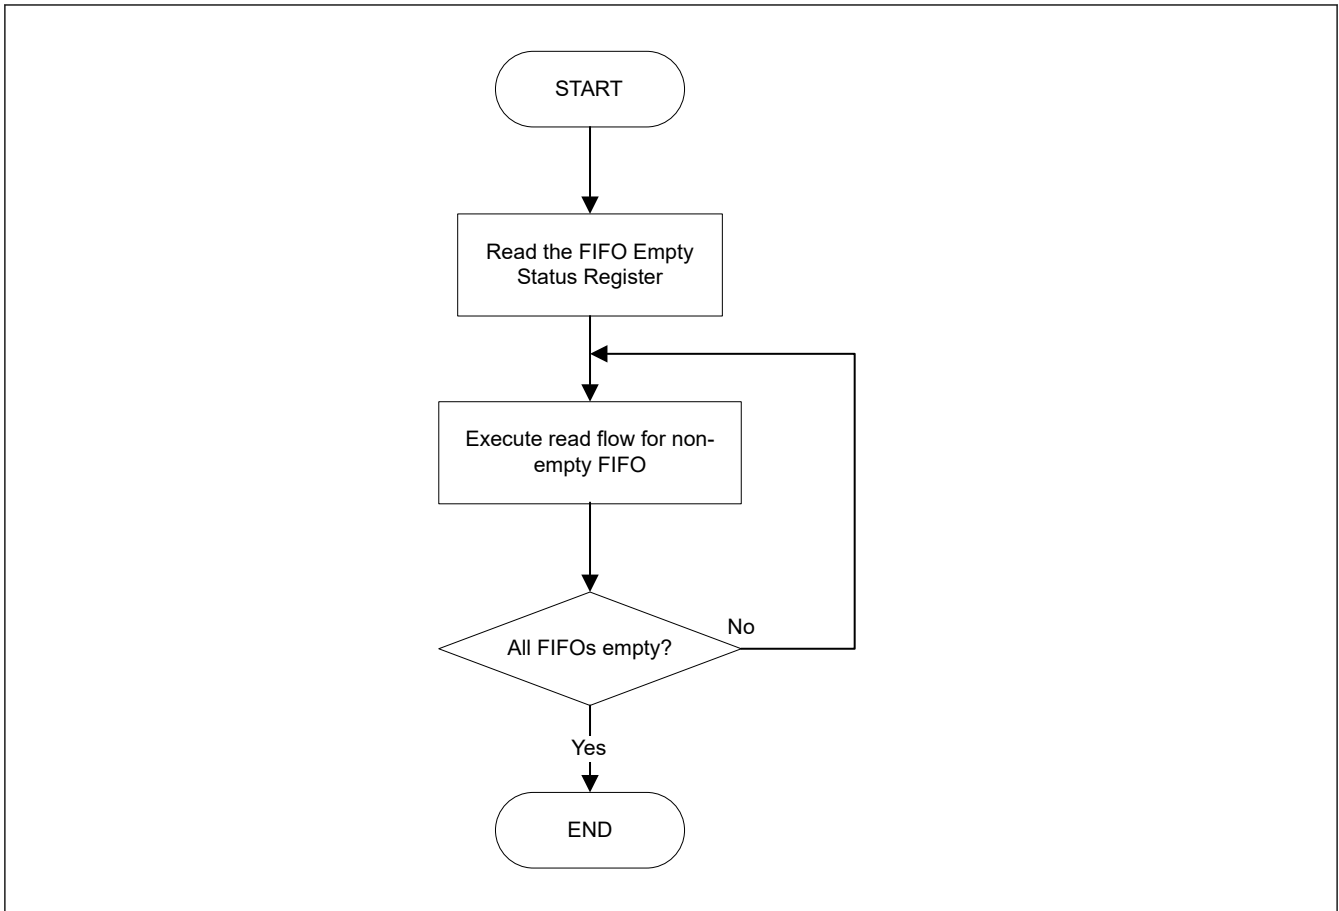 START
Read the FIFO Empty
Status Register
Execute read flow for non-
empty FIFO
All FIFOs empty?
No
Yes
END